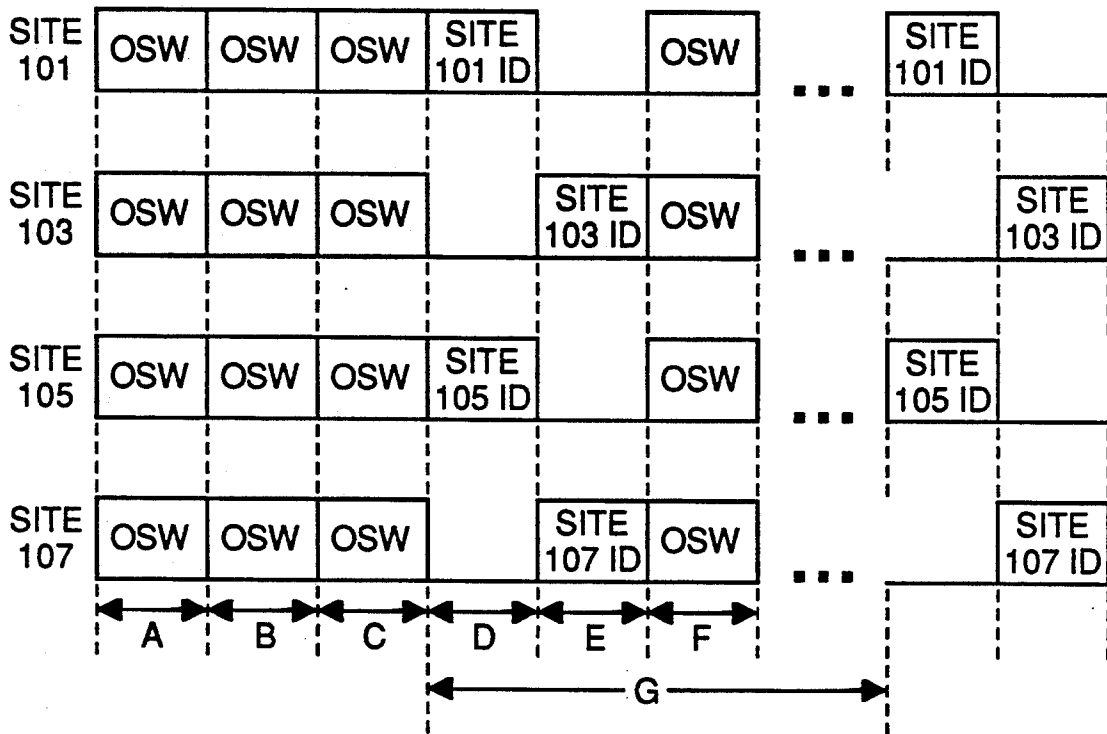 SITE 101 OSW OSW OSW SITE 101 ID OSW SITE 101 ID
SITE 103 OSW OSW OSW SITE 103 ID OSW SITE 103 ID
SITE 105 OSW OSW OSW SITE 105 ID OSW SITE 105 ID
SITE 107 OSW OSW OSW SITE 107 ID OSW SITE 107 ID
A B C D E F
G